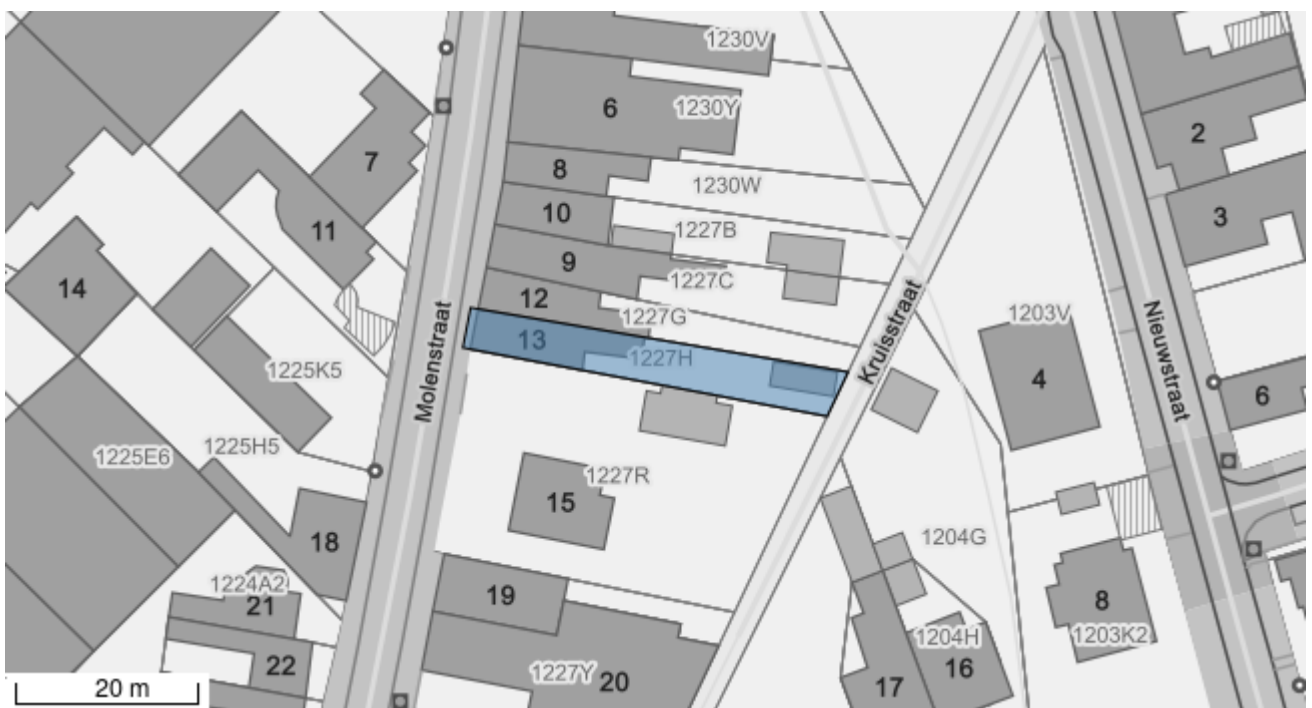 1230V
6
1230Y
2
7
8
1230W
3
10
1227B
11
9
1227C
14
12
1227G
13
1227H
Molenstraat
Kruisstraat
Nieuwstraat
1203V
4
1225K5
6
1225H5
1225E6
1227R
15
18
1204G
1224A2
21
19
8
1203K2
1204H
22
1227Y
20
17
16
20 m